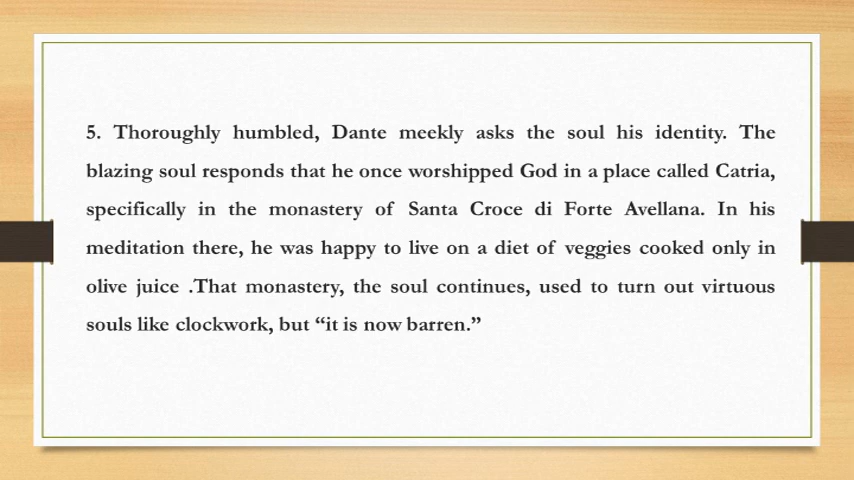 5. Thoroughly humbled, Dante meekly asks the soul his identity. The
blazing soul responds that he once worshipped God in a place called Catria,
specifically in the monastery of Santa Croce di Forte Avellana. In his
meditation there, he was happy to live on a diet of veggies cooked only in
olive juice .That monastery, the soul continues, used to turn out virtuous
souls like clockwork, but “it is now barren.”